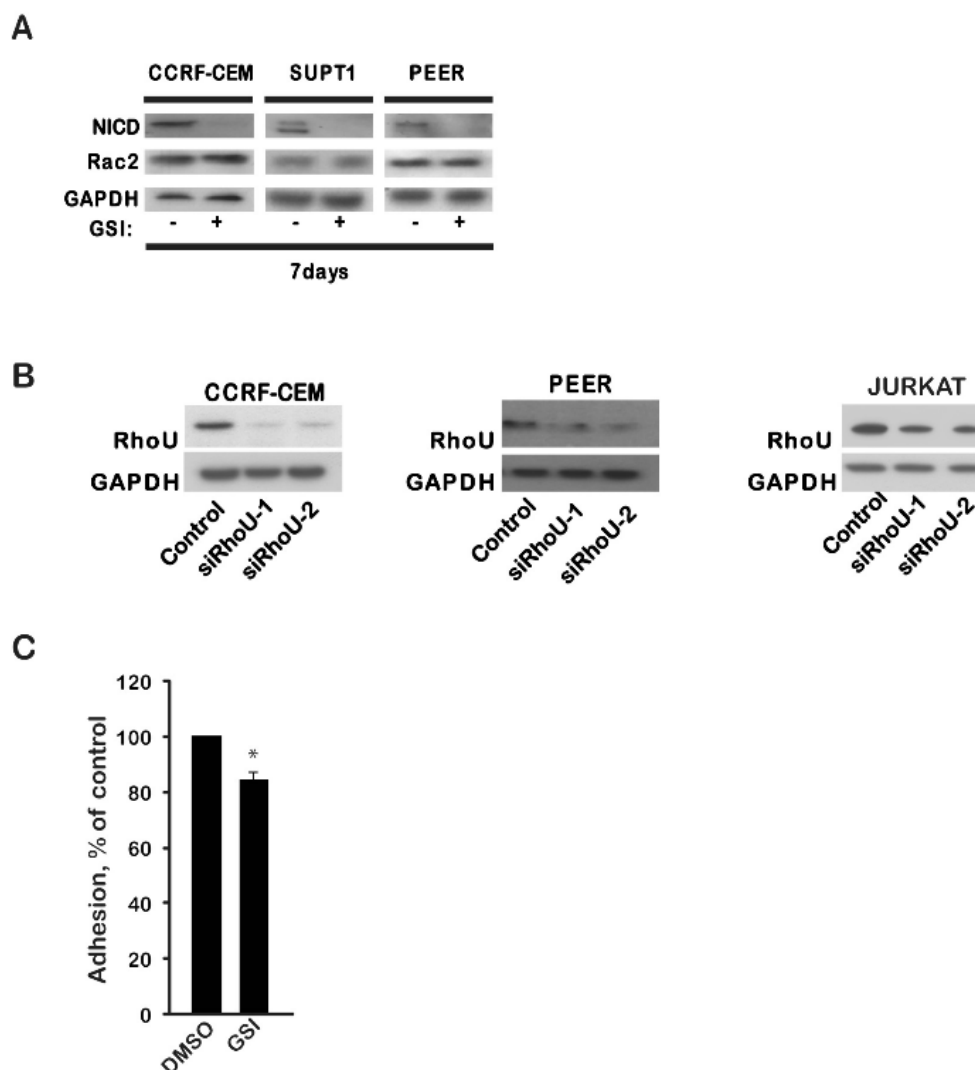 A
CCRF-CEM SUPT1 PEER
NICD
Rac2
GAPDH
GSI: - + - + - +
7days
B
CCRF-CEM PEER JURKAT
RhoU RhoU RhoU
GAPDH GAPDH GAPDH
Control siRhoU-1 siRhoU-2 Control siRhoU-1 siRhoU-2 Control siRhoU-1 siRhoU-2
C
Adhesion, % of control
120
100
80
60
40
20
0
*
DMSO GSI